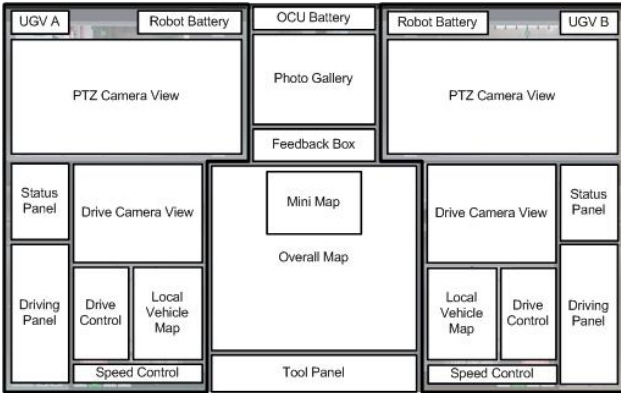 UGV A
Robot Battery
OCU Battery
Robot Battery
UGV B
PTZ Camera View
Photo Gallery
PTZ Camera View
Feedback Box
Status
Panel
Drive Camera View
Mini Map
Overall Map
Drive Camera View
Status
Panel
Driving
Panel
Drive
Control
Local
Vehicle
Map
Local
Vehicle
Map
Drive
Control
Driving
Panel
Speed Control
Tool Panel
Speed Control